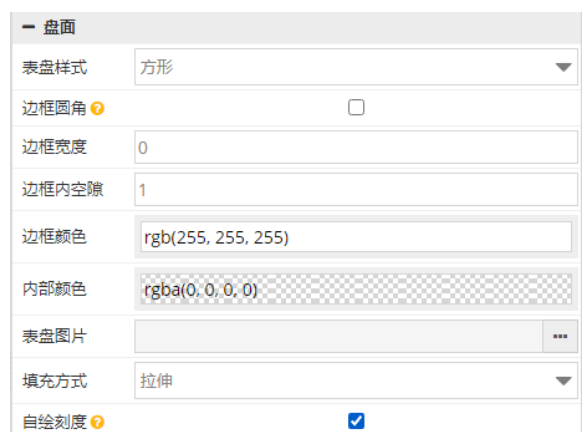 盘面
表盘样式 方形
边框圆角
边框宽度 0
边框内空隙 1
边框颜色 rgb(255, 255, 255)
内部颜色 rgba(0, 0, 0, 0)
表盘图片
填充方式 拉伸
自绘刻度